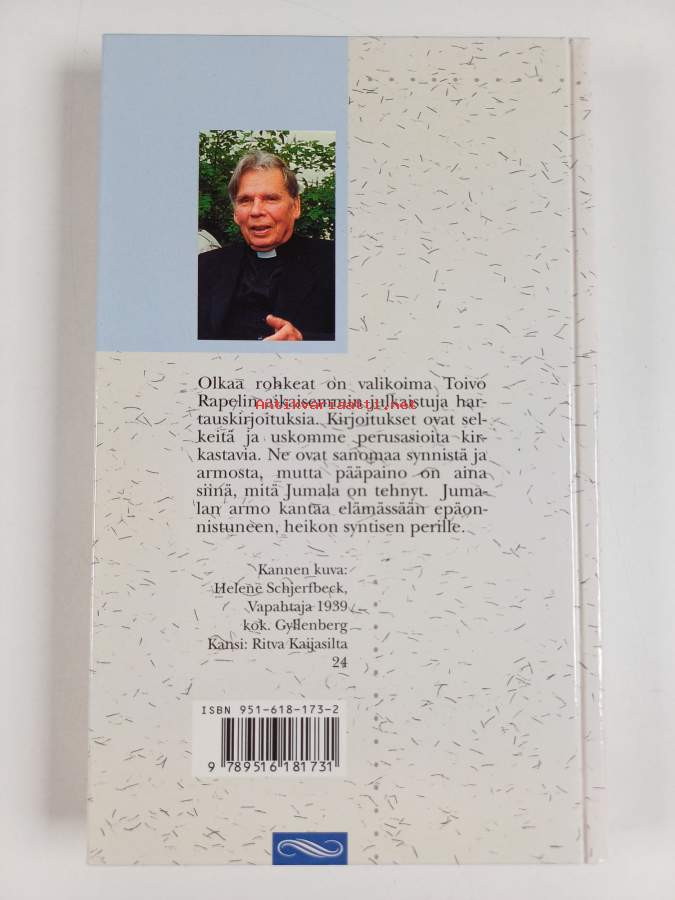 Olkaa rohkeat on valikoima Toivo
Rapelin aikaisemmin julkaistuja har-
Antikvariaatti.net
tauskirjoituksia. Kirjoitukset ovat sel-
keitä ja uskomme perusasioita kir-
kastavia. Ne ovat sanomaa synnistä ja
armosta, mutta pääpaino on aina
siinä, mitä Jumala on tehnyt. Juma-
lan armo kantaa elämässään epäon-
nistuneen, heikon syntisen perille.
Kannen kuva:
Helene Schjerfbeck,
Vapahtaja 1939
kok. Gyllenberg
Kansi: Ritva Kaijasilta
24
ISBN 951-618-173-2
9 789516 181731